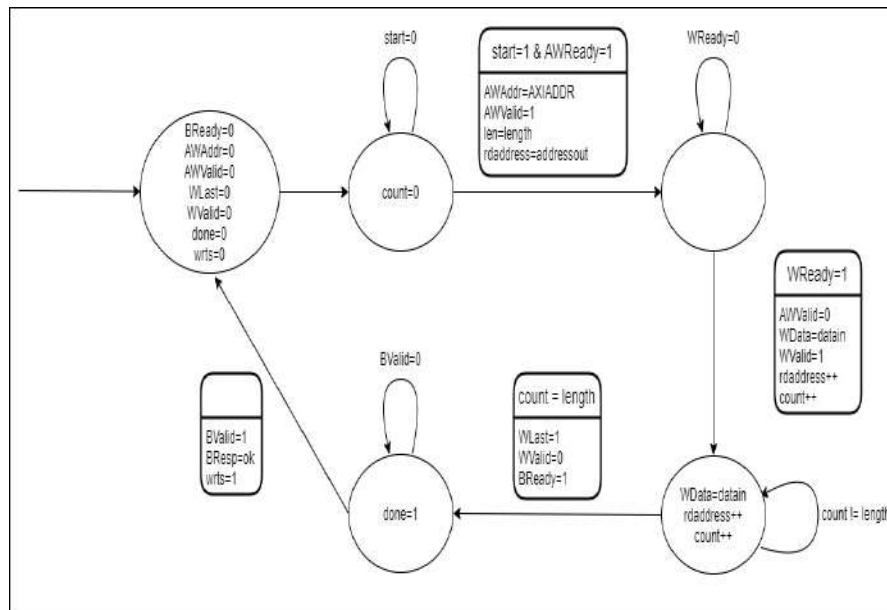 start=0
start=1 & AWReady=1
AWAddr=AXIADDR
AWValid=1
len=length
rdaddress=addressout
WReady=0
BReady=0
AWAddr=0
AWValid=0
WLast=0
WValid=0
done=0
wrts=0
count=0
WReady=1
AWValid=0
WData=datain
WValid=1
rdaddress++
count++
BValid=0
count = length
WLast=1
WValid=0
BReady=1
BValid=1
BResp=ok
wrts=1
done=1
WData=datain
rdaddress++
count++
count != length